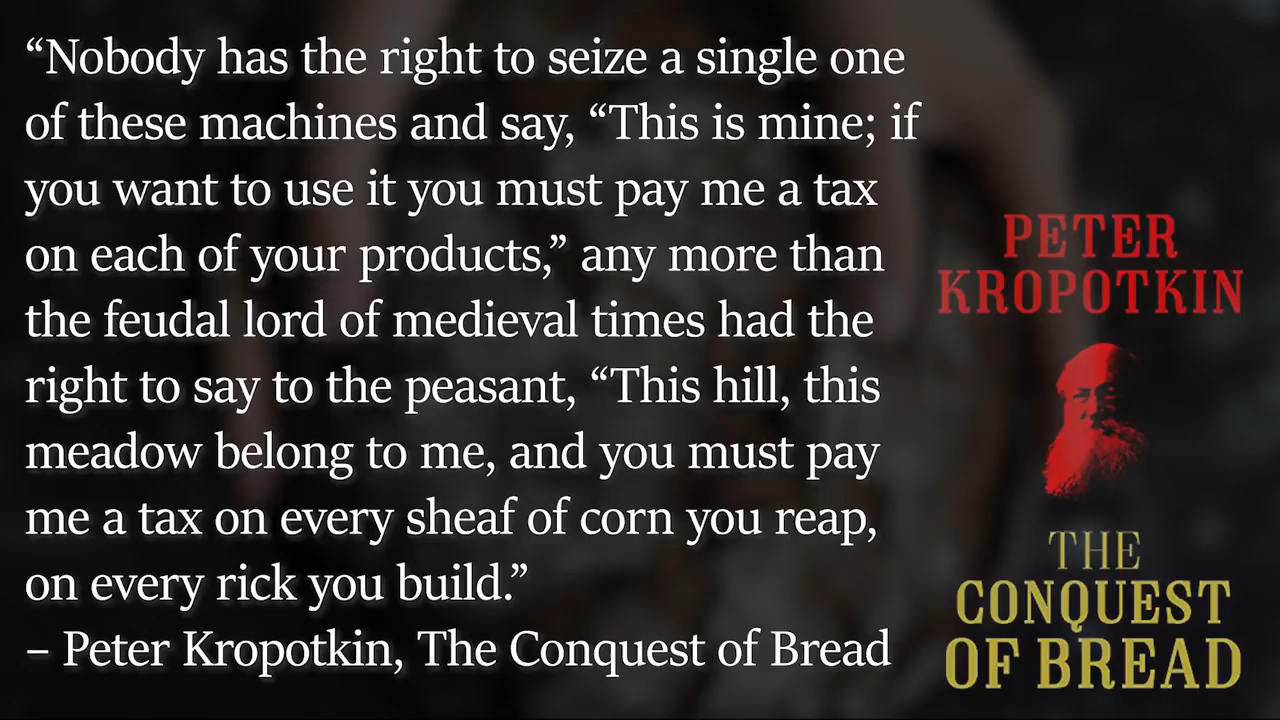 “Nobody has the right to seize a single one
of these machines and say, “This is mine; if
you want to use it you must pay me a tax
on each of your products,” any more than
the feudal lord of medieval times had the
right to say to the peasant, “This hill, this
meadow belong to me, and you must pay
me a tax on every sheaf of corn you reap,
on every rick you build.”
– Peter Kropotkin, The Conquest of Bread
PETER
KROPOTKIN
THE
CONQUEST
OF BREAD